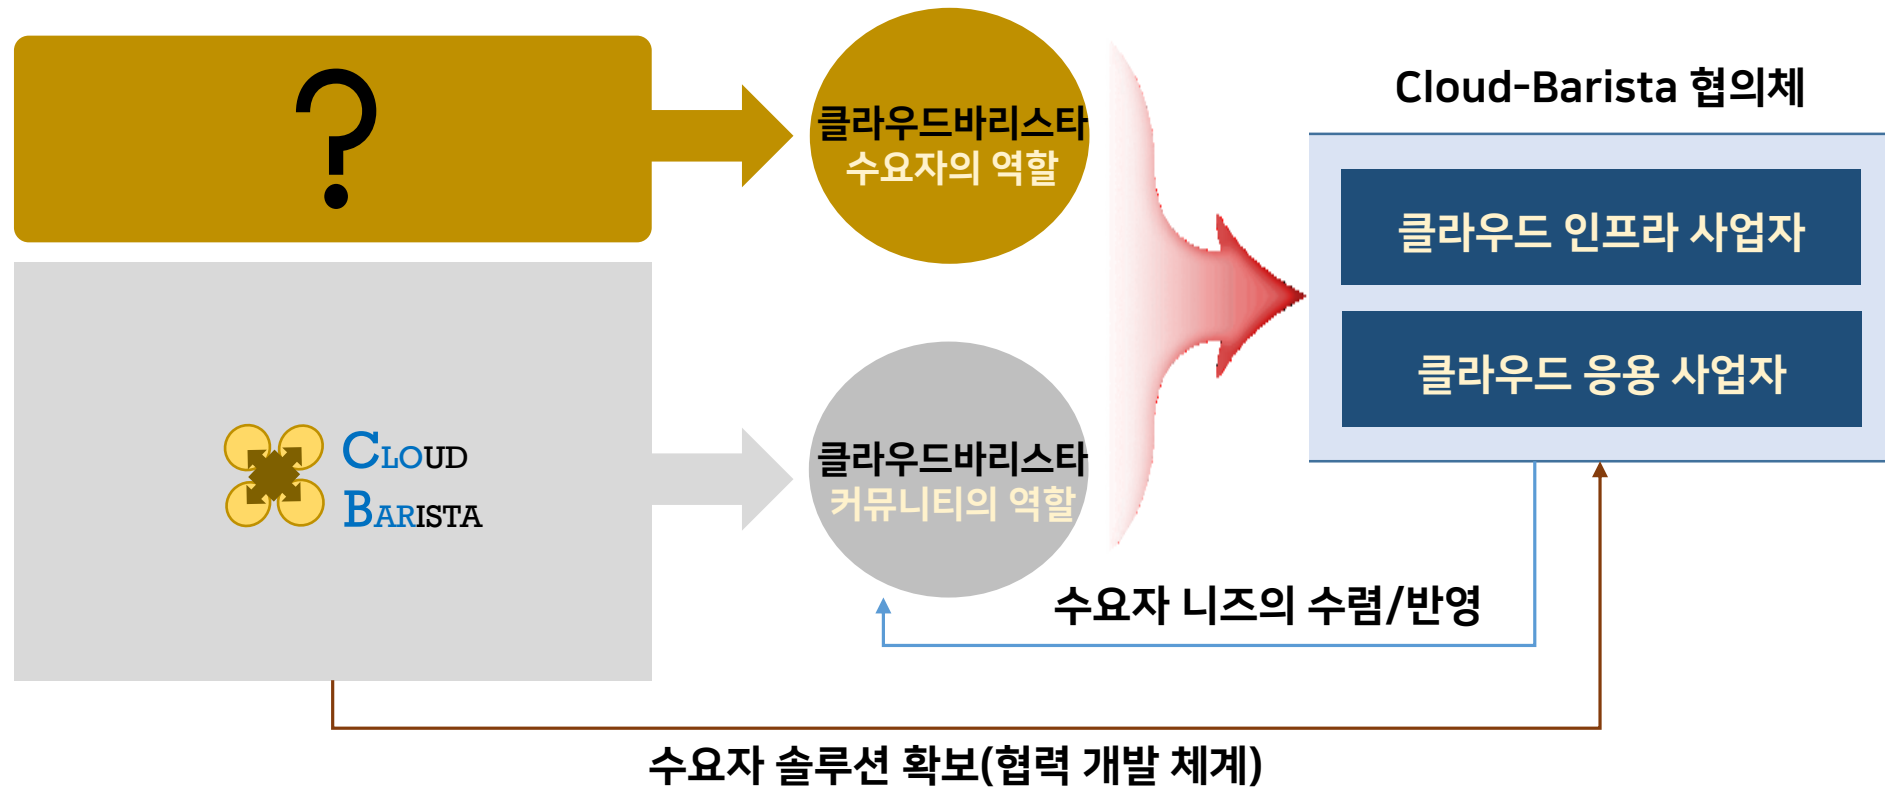 ?
클라우드바리스타
수요자의 역할
Cloud-Barista 협의체
클라우드 인프라 사업자
클라우드 응용 사업자
CLOUD
BARISTA
클라우드바리스타
커뮤니티의 역할
수요자 니즈의 수렴/반영
수요자 솔루션 확보(협력 개발 체계)